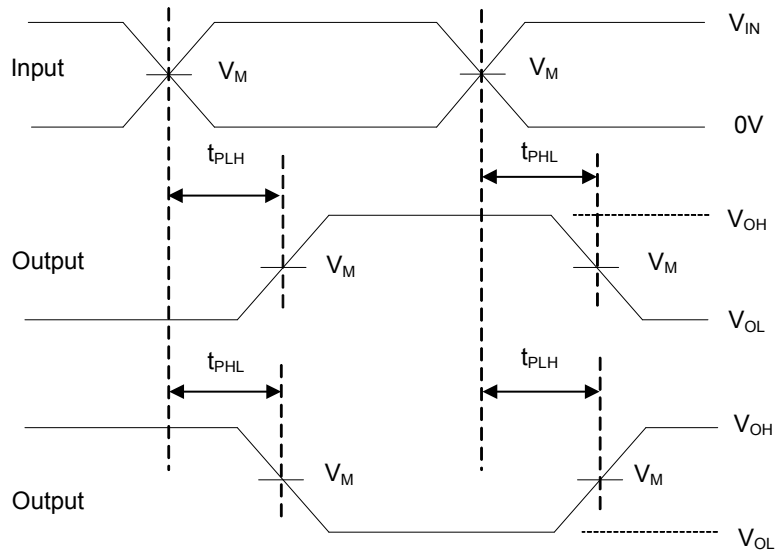 V_IN
Input
V_M
V_M
0V
t_PLH
t_PHL
V_OH
Output
V_M
V_M
V_OL
t_PHL
t_PLH
V_OH
V_M
V_M
Output
V_OL